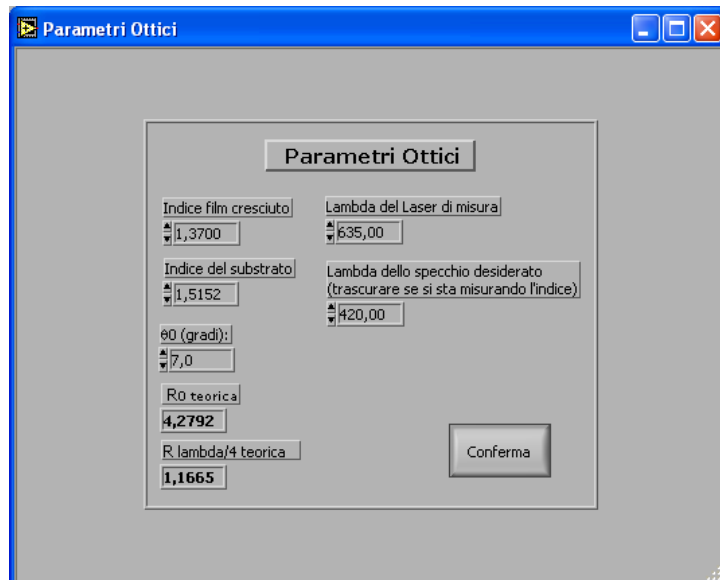 Parametri Ottici
Parametri Ottici
Indice film cresciuto
1,3700
Lambda del Laser di misura
635,00
Indice del substrato
1,5152
Lambda dello specchio desiderato
(trascurare se si sta misurando l'indice)
420,00
θ0 (gradi):
7,0
R0 teorica
4,2792
R lambda/4 teorica
1,1665
Conferma